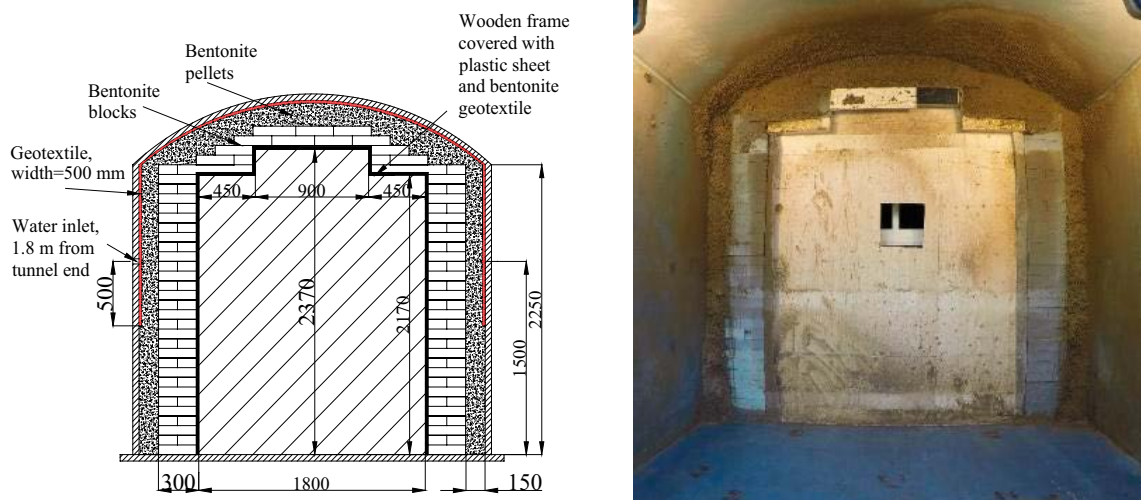 Wooden frame
covered with
plastic sheet
and bentonite
geotextile
Bentonite
pellets
Bentonite
blocks
Geotextile,
width=500 mm
Water inlet,
1.8 m from
tunnel end
450
900
450
500
2370
2170
1500
2250
300
1800
150